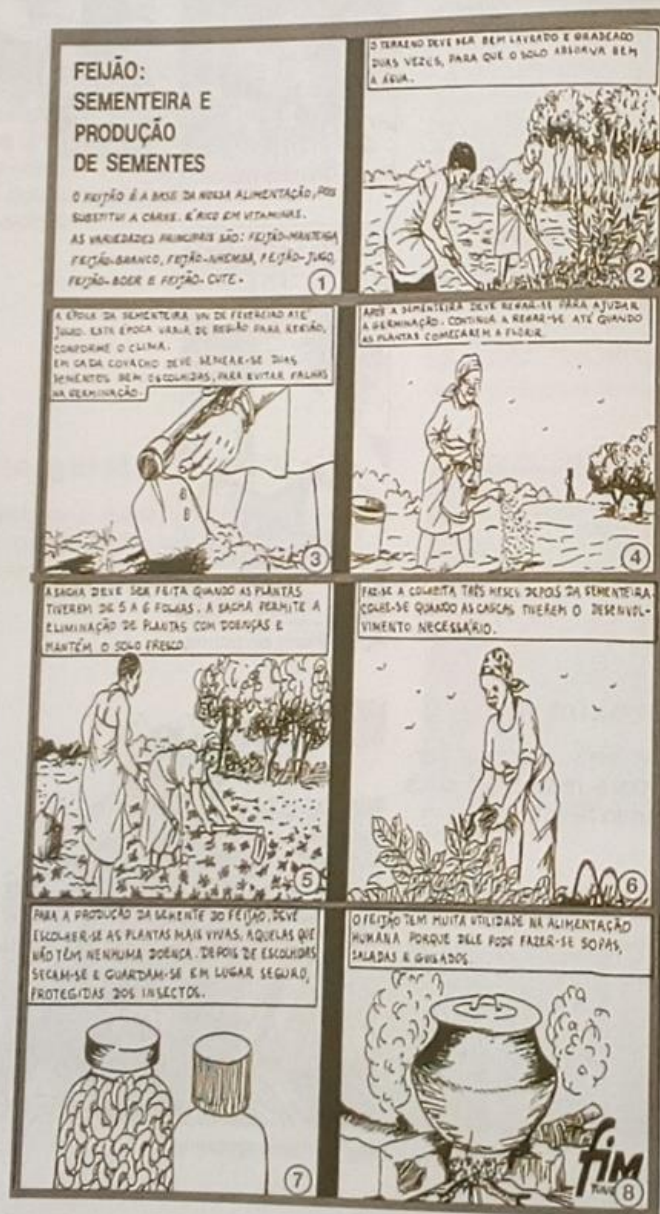 FEIJÃO:
SEMENTEIRA E
PRODUÇÃO
DE SEMENTES
O FEIJÃO É A BASE DA NOSSA ALIMENTAÇÃO, POIS
SUBSTITUI A CARNE. É RICO EM VITAMINAS.
AS VARIEDADES PRINCIPAIS SÃO: FEIJÃO-MANTEIGA,
FEIJÃO-BRANCO, FEIJÃO-NHEMBA, FEIJÃO-JUGO,
FEIJÃO-BOER E FEIJÃO-CUTE.
1
O TERRENO DEVE SER BEM LAVRADO E GRADEADO
DUAS VEZES, PARA QUE O SOLO ABSORVA BEM
A ÁGUA.
2
A ÉPOCA DA SEMENTEIRA VAI DE FEVEREIRO ATÉ
JULHO. ESTA ÉPOCA VARIA DE REGIÃO PARA REGIÃO,
CONFORME O CLIMA.
EM CADA COVACHO DEVE SEMEAR-SE DUAS
SEMENTES BEM ESCOLHIDAS, PARA EVITAR FALHAS
NA GERMINAÇÃO.
3
APÓS A SEMENTEIRA DEVE REGAR-SE PARA AJUDAR
A GERMINAÇÃO. CONTINUA A REGAR-SE ATÉ QUANDO
AS PLANTAS COMEÇAREM A FLORIR.
4
A SACHA DEVE SER FEITA QUANDO AS PLANTAS
TIVEREM DE 5 A 6 FOLHAS. A SACHA PERMITE A
ELIMINAÇÃO DE PLANTAS COM DOENÇAS E
MANTÉM O SOLO FRESCO.
5
FAZ-SE A COLHEITA TRÊS MESES DEPOIS DA SEMENTEIRA.
COLHE-SE QUANDO AS CASCAS TIVEREM O DESENVOL-
VIMENTO NECESSÁRIO.
6
PARA A PRODUÇÃO DA SEMENTE DO FEIJÃO, DEVE
ESCOLHER-SE AS PLANTAS MAIS VIVAS, AQUELAS QUE
NÃO TÊM NENHUMA DOENÇA. DEPOIS DE ESCOLHIDAS
SECAM-SE E GUARDAM-SE EM LUGAR SEGURO,
PROTEGIDAS DOS INSECTOS.
7
O FEIJÃO TEM MUITA UTILIDADE NA ALIMENTAÇÃO
HUMANA PORQUE DELE PODE FAZER-SE SOPAS,
SALADAS E GUISADOS.
fim
8